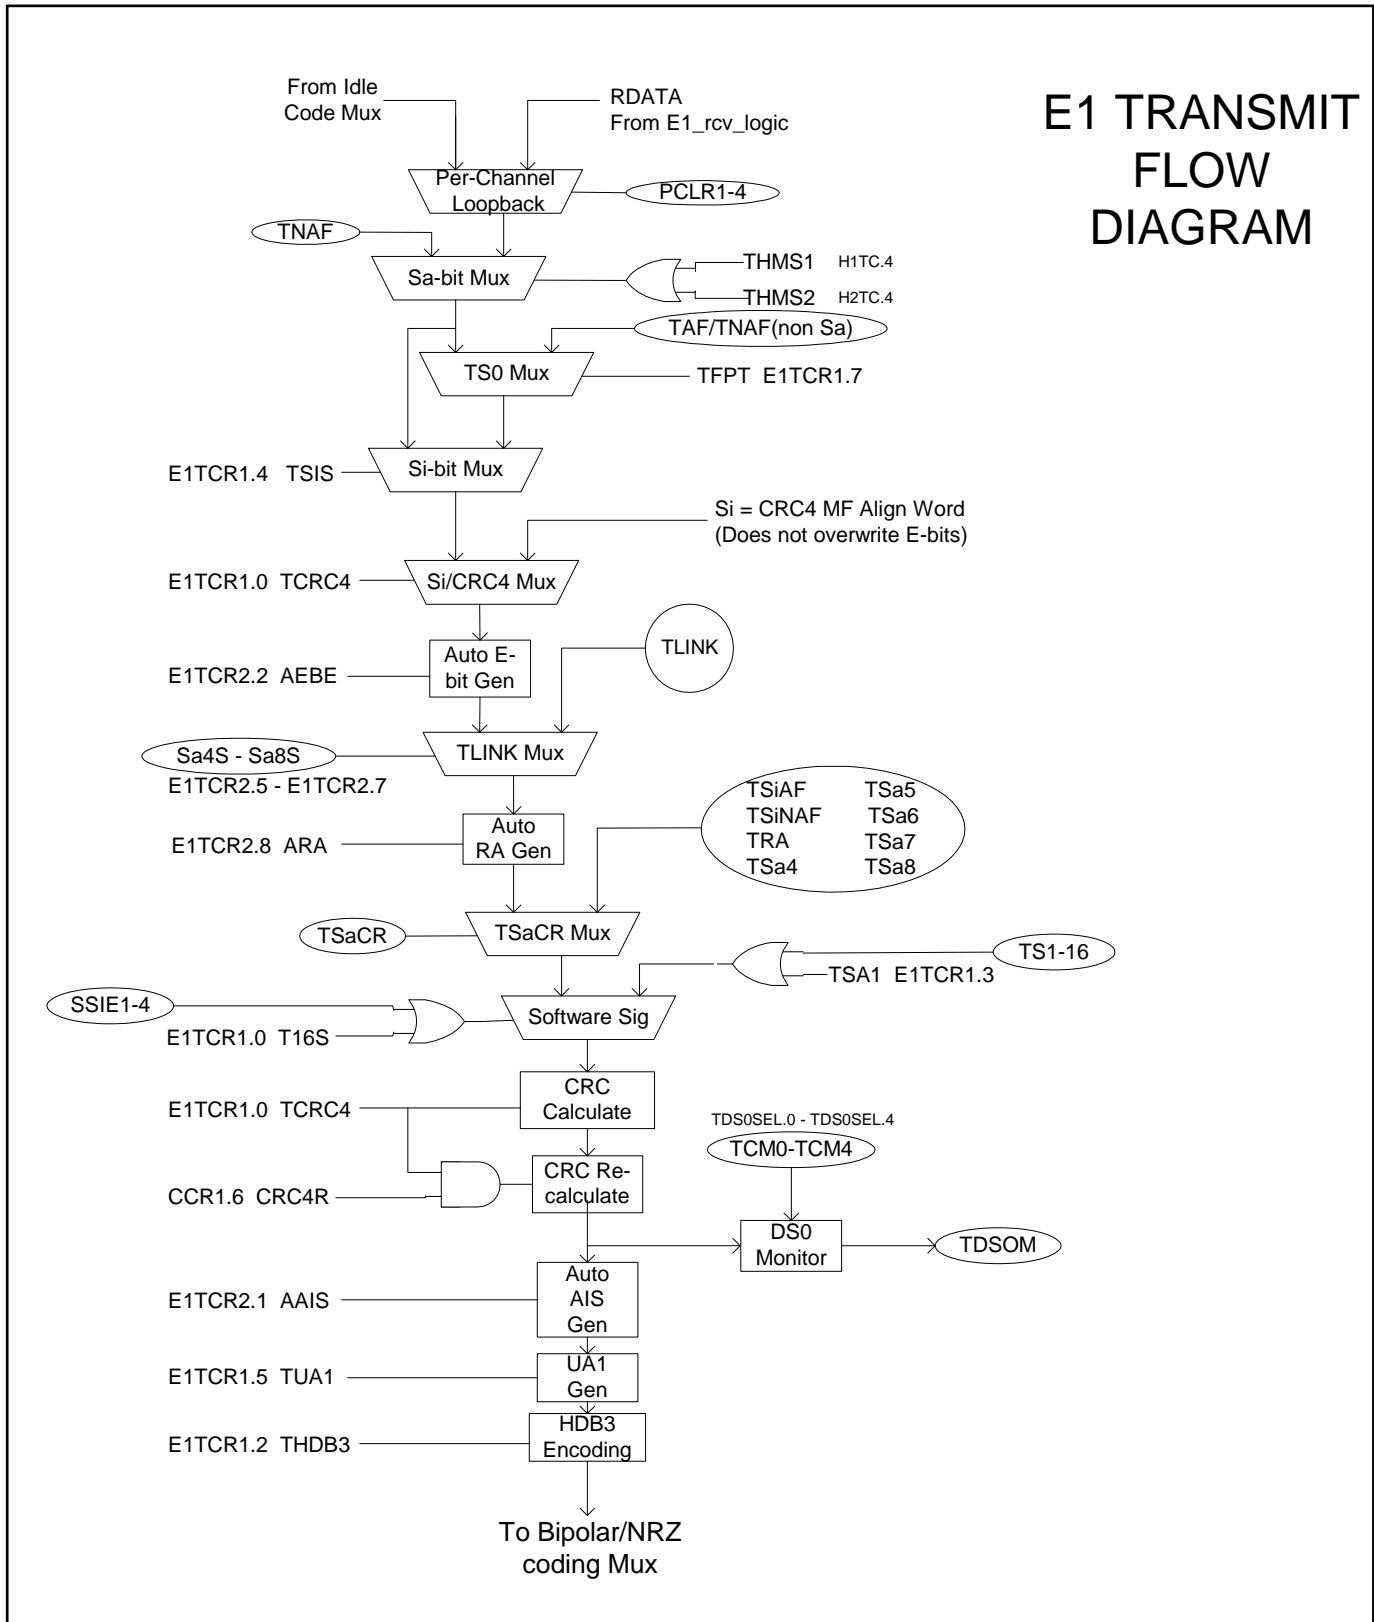 E1 TRANSMIT
FLOW
DIAGRAM
From Idle
Code Mux
RDATA
From E1_rcv_logic
Per-Channel
Loopback
PCLR1-4
TNAF
Sa-bit Mux
THMS1 H1TC.4
THMS2 H2TC.4
TAF/TNAF(non Sa)
TS0 Mux
TFPT E1TCR1.7
E1TCR1.4 TSIS
Si-bit Mux
Si = CRC4 MF Align Word
(Does not overwrite E-bits)
E1TCR1.0 TCRC4
Si/CRC4 Mux
TLINK
E1TCR2.2 AEBE
Auto E-
bit Gen
Sa4S - Sa8S
TLINK Mux
E1TCR2.5 - E1TCR2.7
TSiAF TSa5
TSiNAF TSa6
TRA TSa7
TSa4 TSa8
E1TCR2.8 ARA
Auto
RA Gen
TSaCR
TSaCR Mux
TS1-16
TSA1 E1TCR1.3
SSIE1-4
Software Sig
E1TCR1.0 T16S
CRC
Calculate
E1TCR1.0 TCRC4
TDS0SEL.0 - TDS0SEL.4
TCM0-TCM4
CRC Re-
calculate
CCR1.6 CRC4R
DS0
Monitor
TDSOM
Auto
AIS
Gen
E1TCR2.1 AAIS
UA1
Gen
E1TCR1.5 TUA1
HDB3
Encoding
E1TCR1.2 THDB3
To Bipolar/NRZ
coding Mux